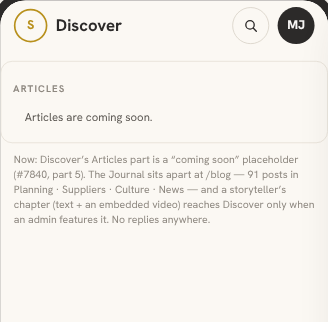 S Discover MJ
ARTICLES
Articles are coming soon.
Now: Discover’s Articles part is a “coming soon” placeholder
(#7840, part 5). The Journal sits apart at /blog — 91 posts in
Planning · Suppliers · Culture · News — and a storyteller’s
chapter (text + an embedded video) reaches Discover only when
an admin features it. No replies anywhere.